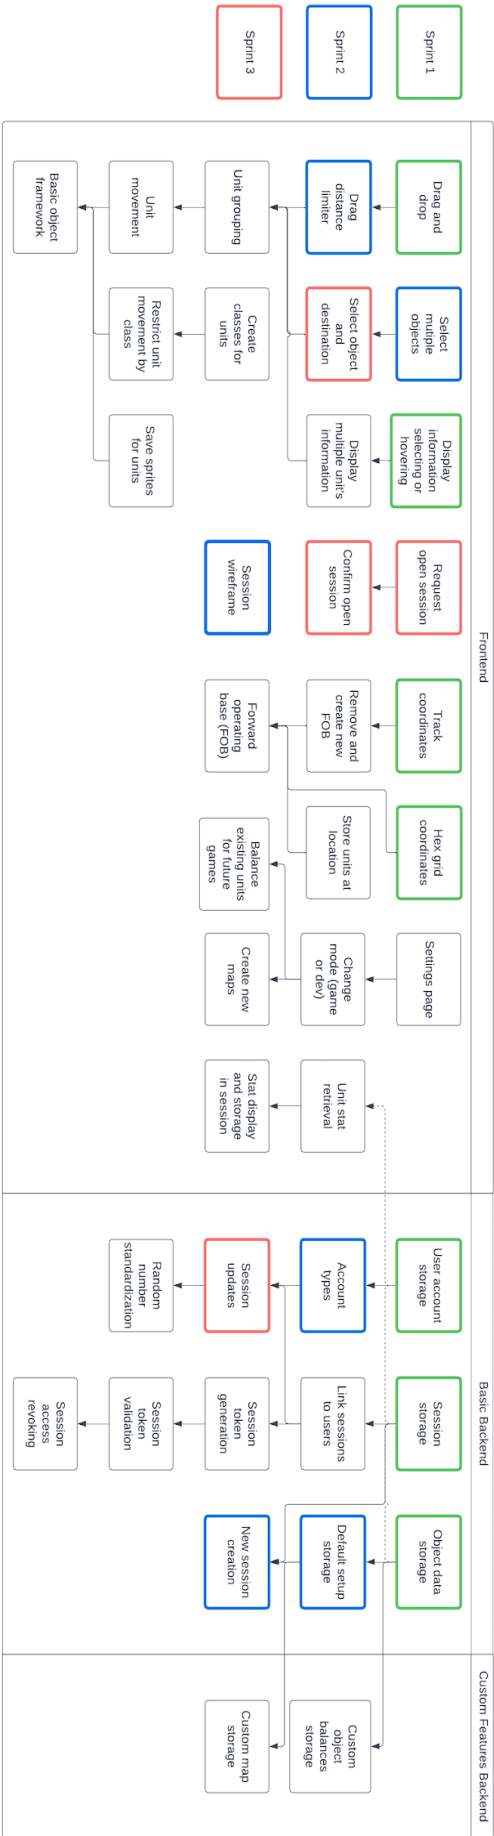 Sprint 1
Sprint 2
Sprint 3
Frontend
Drag and
drop
Select
mutiple
objects
Display
information
selecting or
hovering
Request
open session
Track
coordinates
Hex grid
coordinates
Settings page
Drag
distance
limiter
Select object
and
destination
Display
multiple unit's
information
Confirm open
session
Remove and
create new
FOB
Store units at
location
Change
mode (game
or dev)
Unit stat
retrieval
Unit grouping
Create
classes for
units
Session
wireframe
Forward
operating
base (FOB)
Balance
existing units
for future
games
Create new
maps
Stat display
and storage
in session
Unit
movement
Restrict unit
movement by
class
Save sprites
for units
Basic object
framework
Basic Backend
User account
storage
Session
storage
Object data
storage
Account
types
Link sessions
to users
Default setup
storage
Session
updates
Session
token
generation
New session
creation
Random
number
standardization
Session
token
validation
Session
access
revoking
Custom Features Backend
Custom
object
balances
storage
Custom map
storage